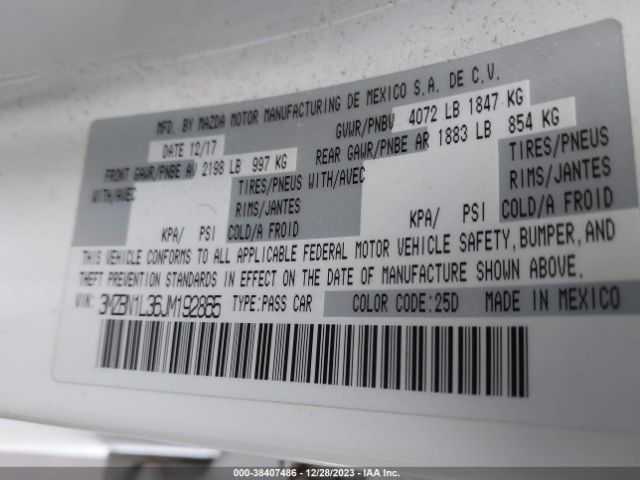 MFD. BY MAZDA MOTOR MANUFACTURING DE MEXICO S.A. DE C.V.
DATE 12/17 GVWR/PNBV 4072 LB 1847 KG
FRONT GAWR/PNBE AV 2198 LB 997 KG REAR GAWR/PNBE AR 1883 LB 854 KG
WITH/AVEC TIRES/PNEUS WITH/AVEC TIRES/PNEUS
RIMS/JANTES RIMS/JANTES
KPA/ PSI COLD/A FROID KPA/ PSI COLD/A FROID
THIS VEHICLE CONFORMS TO ALL APPLICABLE FEDERAL MOTOR VEHICLE SAFETY, BUMPER, AND
THEFT PREVENTION STANDARDS IN EFFECT ON THE DATE OF MANUFACTURE SHOWN ABOVE.
VIN: 3MZBN1L36JM192865 TYPE:PASS CAR COLOR CODE:25D MADE IN MEXICO
000-38407486 - 12/28/2023 - IAA Inc.